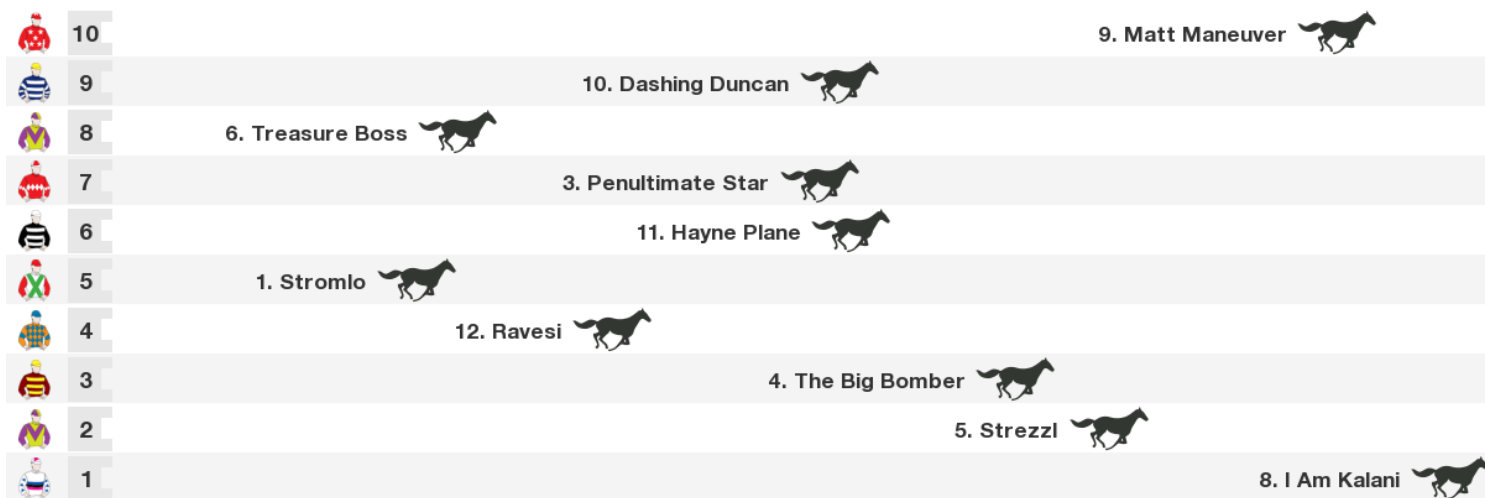 10 9. Matt Maneuver
9 10. Dashing Duncan
8 6. Treasure Boss
7 3. Penultimate Star
6 11. Hayne Plane
5 1. Stromlo
4 12. Ravesi
3 4. The Big Bomber
2 5. Strezzl
1 8. I Am Kalani